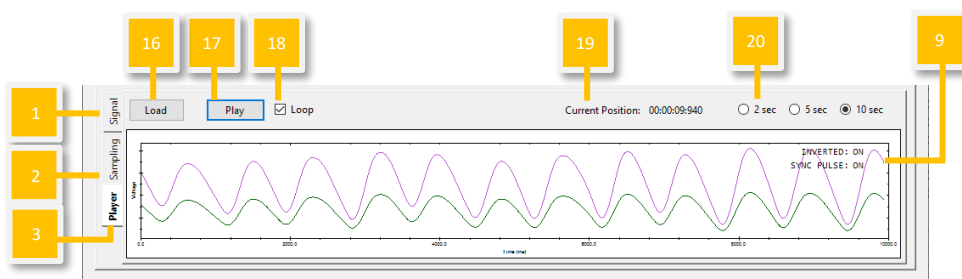 16
17
18
19
20
9
1
2
3
Signal
Sampling
Player
Load
Play
Loop
Current Position: 00:00:09:940
2 sec
5 sec
10 sec
INVERTED: ON
SYNC PULSE: ON
Voltage
0.0
2000.0
4000.0
6000.0
8000.0
10000.0
Time (ms)